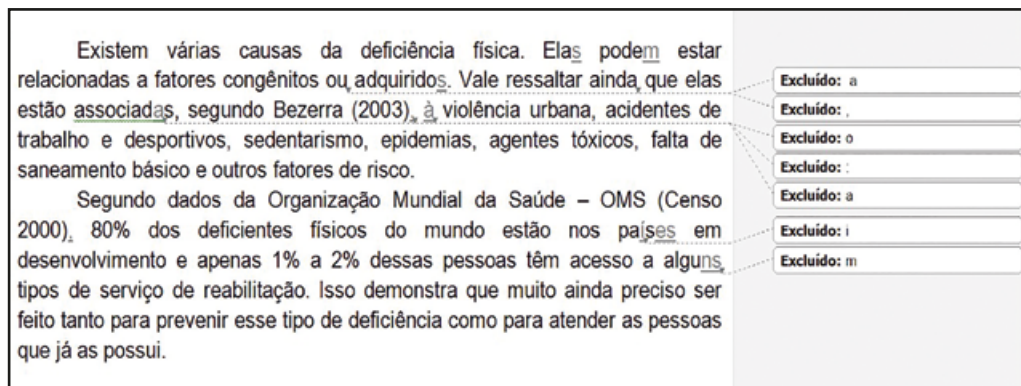 Existem várias causas da deficiência física. Elas podem estar
relacionadas a fatores congênitos ou adquiridos. Vale ressaltar ainda que elas
estão associadas, segundo Bezerra (2003), à violência urbana, acidentes de
trabalho e desportivos, sedentarismo, epidemias, agentes tóxicos, falta de
saneamento básico e outros fatores de risco.
Segundo dados da Organização Mundial da Saúde – OMS (Censo
2000), 80% dos deficientes físicos do mundo estão nos países em
desenvolvimento e apenas 1% a 2% dessas pessoas têm acesso a alguns
tipos de serviço de reabilitação. Isso demonstra que muito ainda preciso ser
feito tanto para prevenir esse tipo de deficiência como para atender as pessoas
que já as possui.
Excluído: a
Excluído: ,
Excluído: o
Excluído: :
Excluído: a
Excluído: i
Excluído: m